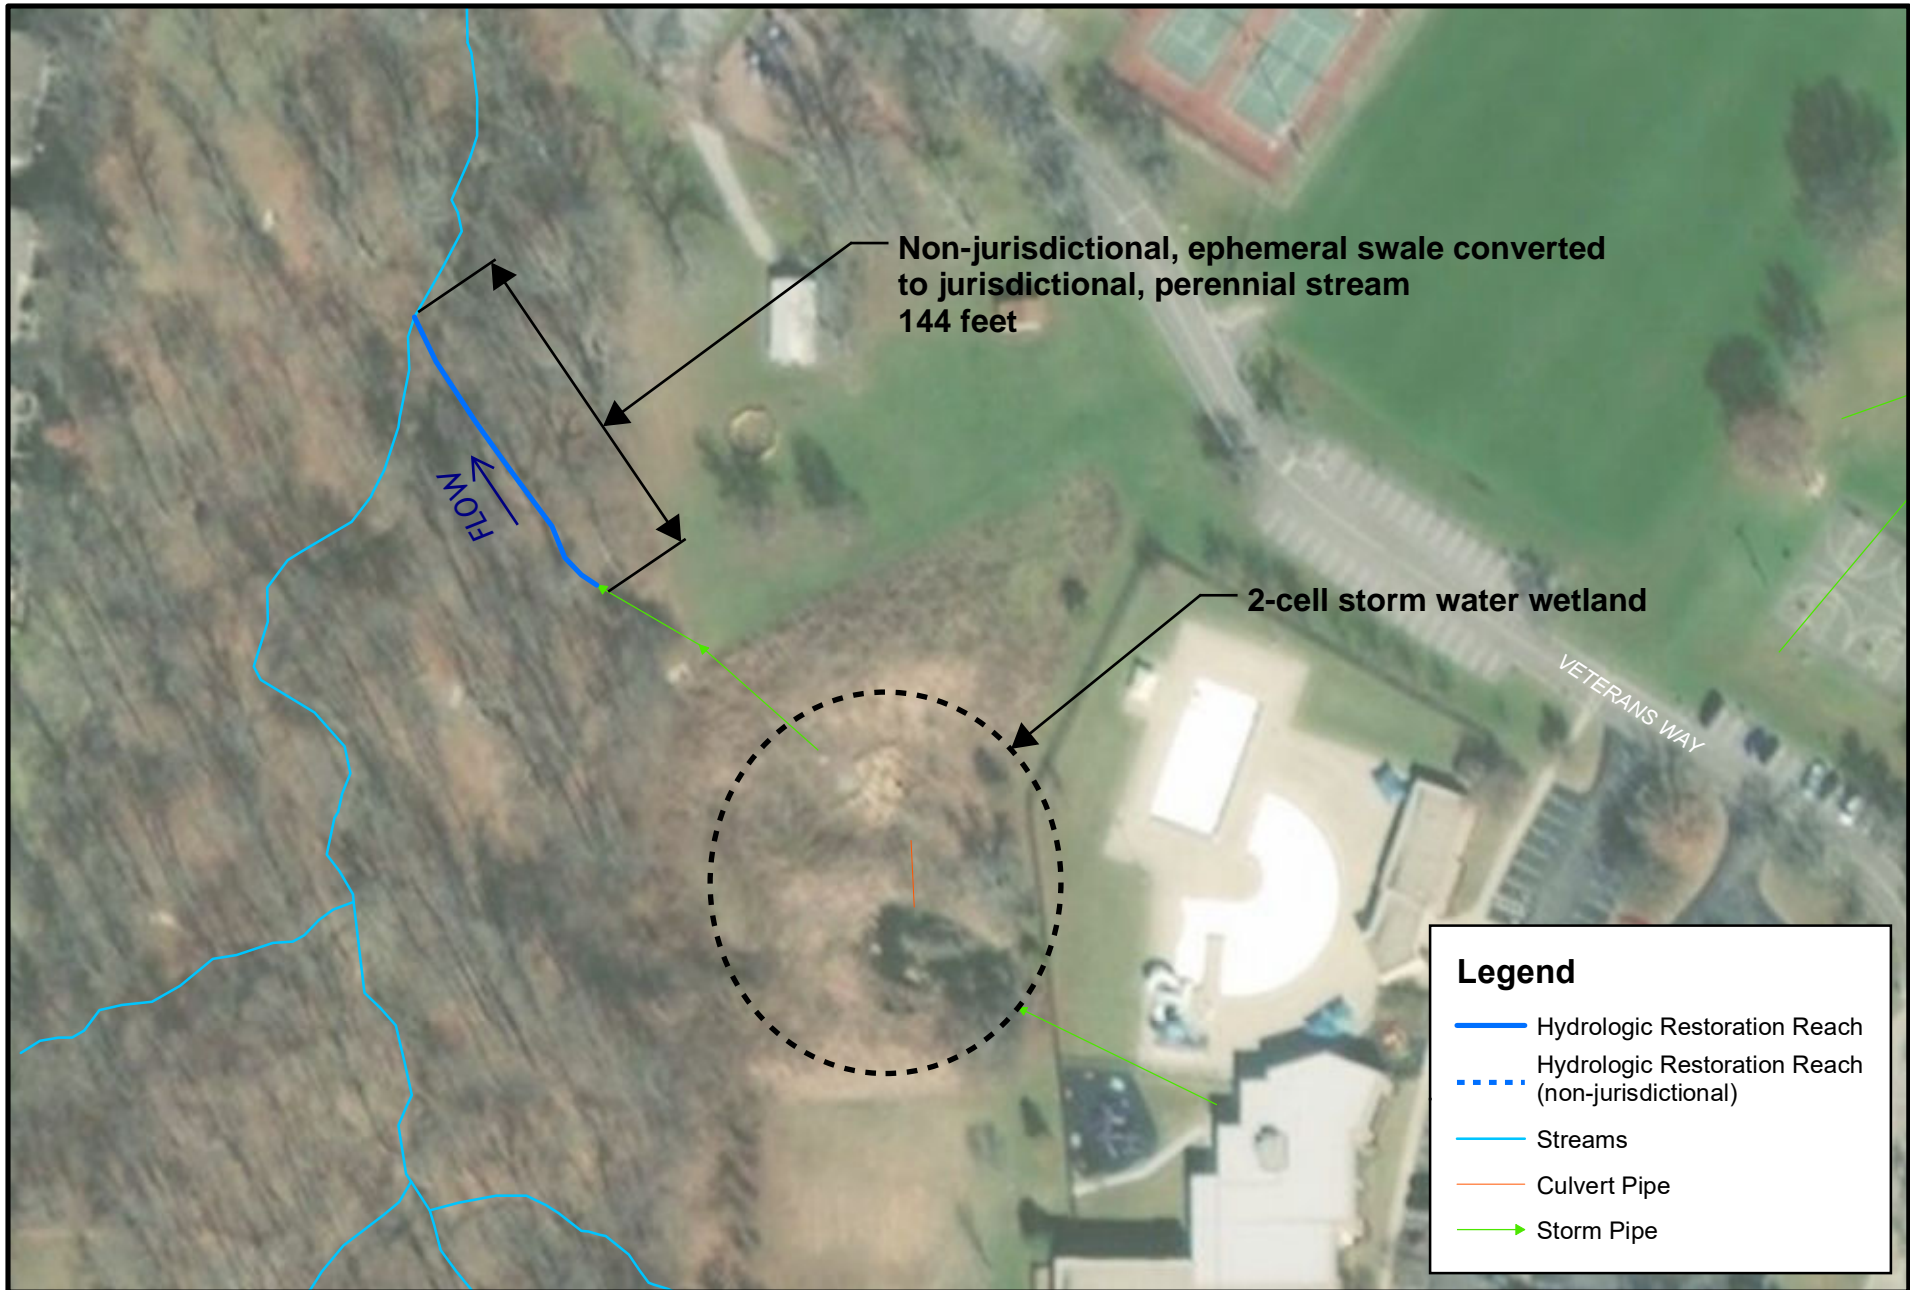 Non-jurisdictional, ephemeral swale converted
to jurisdictional, perennial stream
144 feet
FLOW
2-cell storm water wetland
VETERANS WAY
Legend
Hydrologic Restoration Reach
Hydrologic Restoration Reach
(non-jurisdictional)
Streams
Culvert Pipe
Storm Pipe